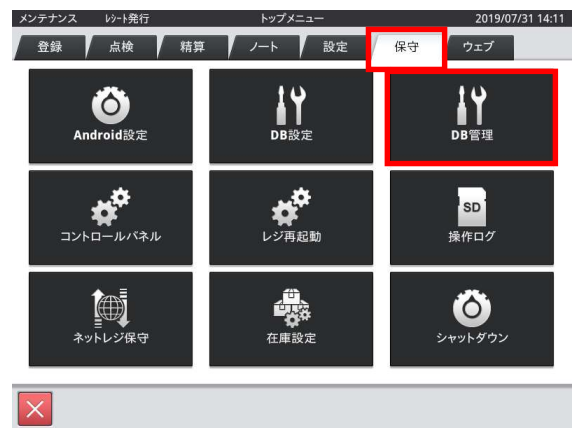 メンテナンス ﾚｼｰﾄ発行 トップメニュー 2019/07/31 14:11
登録 点検 精算 ノート 設定 保守 ウェブ
Android設定 DB設定 DB管理
コントロールパネル レジ再起動 SD 操作ログ
ネットレジ保守 在庫設定 シャットダウン